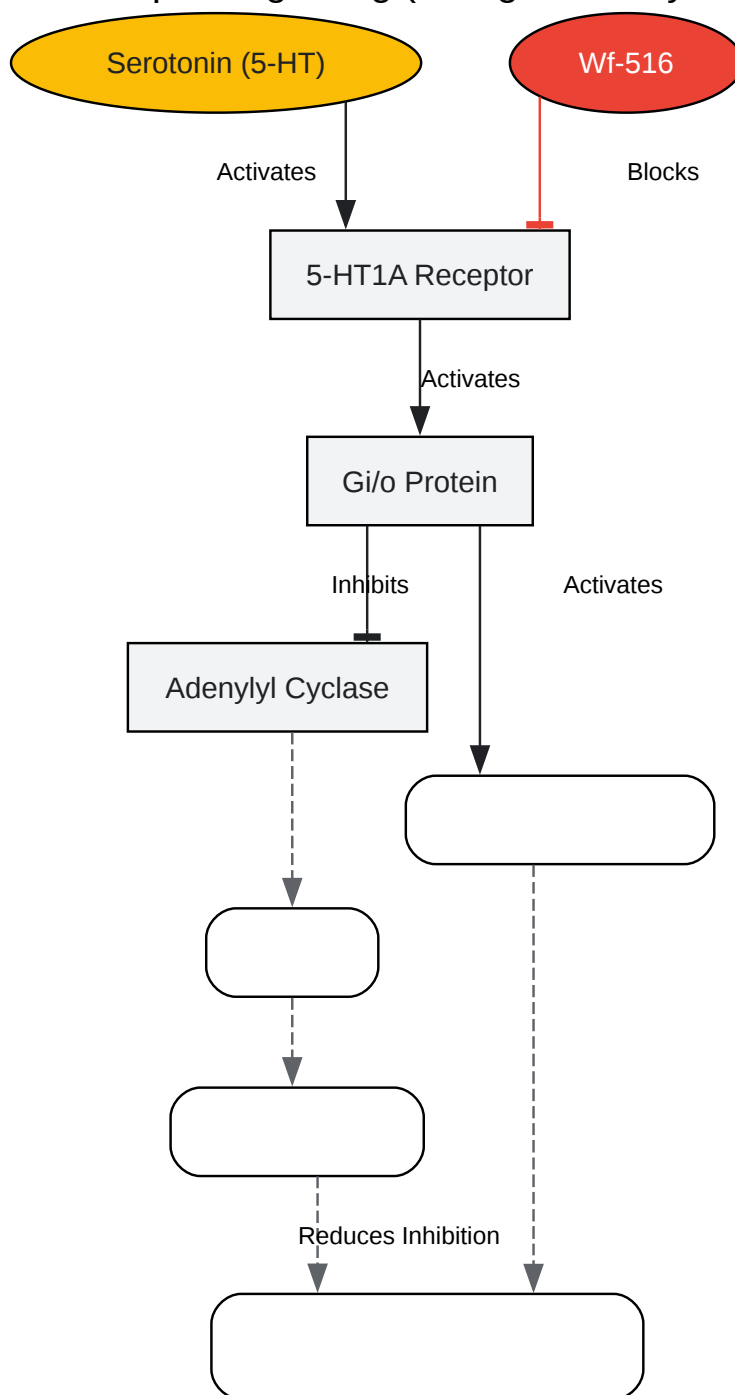 Serotonin (5-HT)
Wf-516
Activates
Blocks
5-HT1A Receptor
Activates
Gi/o Protein
Inhibits
Activates
Adenylyl Cyclase
Reduces Inhibition